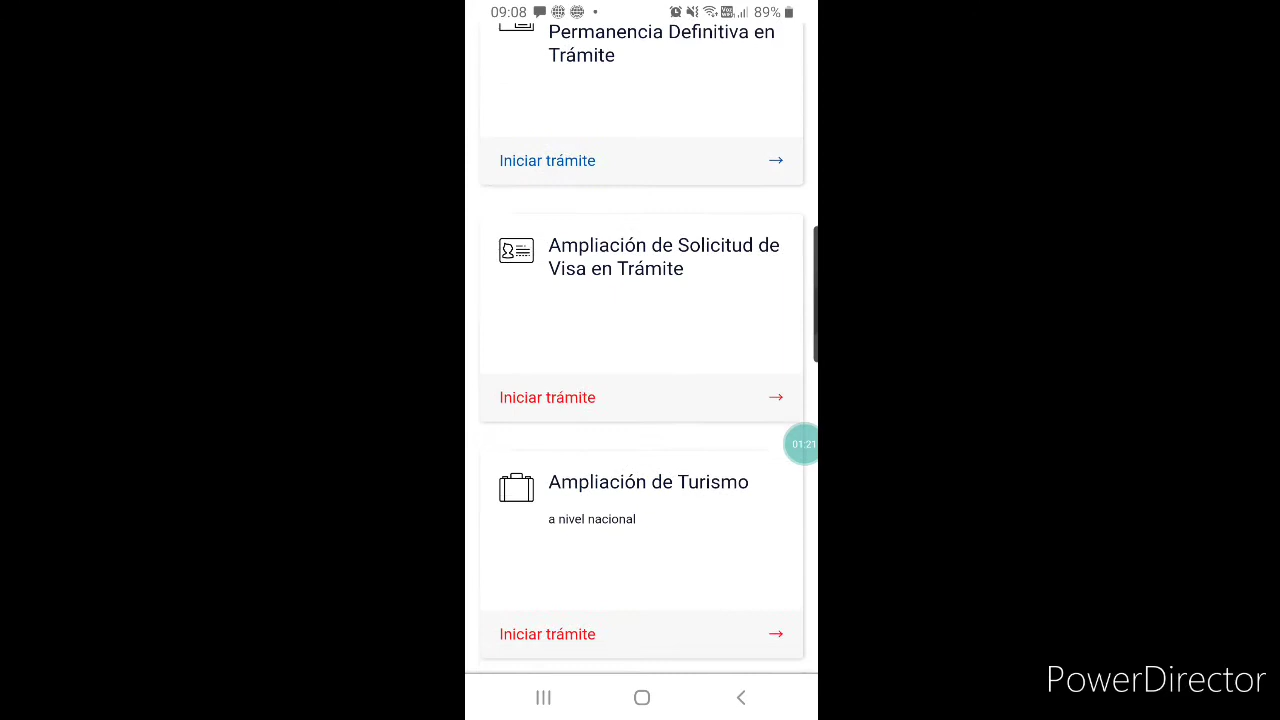 09:08
89%
Permanencia Definitiva en
Trámite
Iniciar trámite
Ampliación de Solicitud de
Visa en Trámite
Iniciar trámite
01:21
Ampliación de Turismo
a nivel nacional
Iniciar trámite
PowerDirector